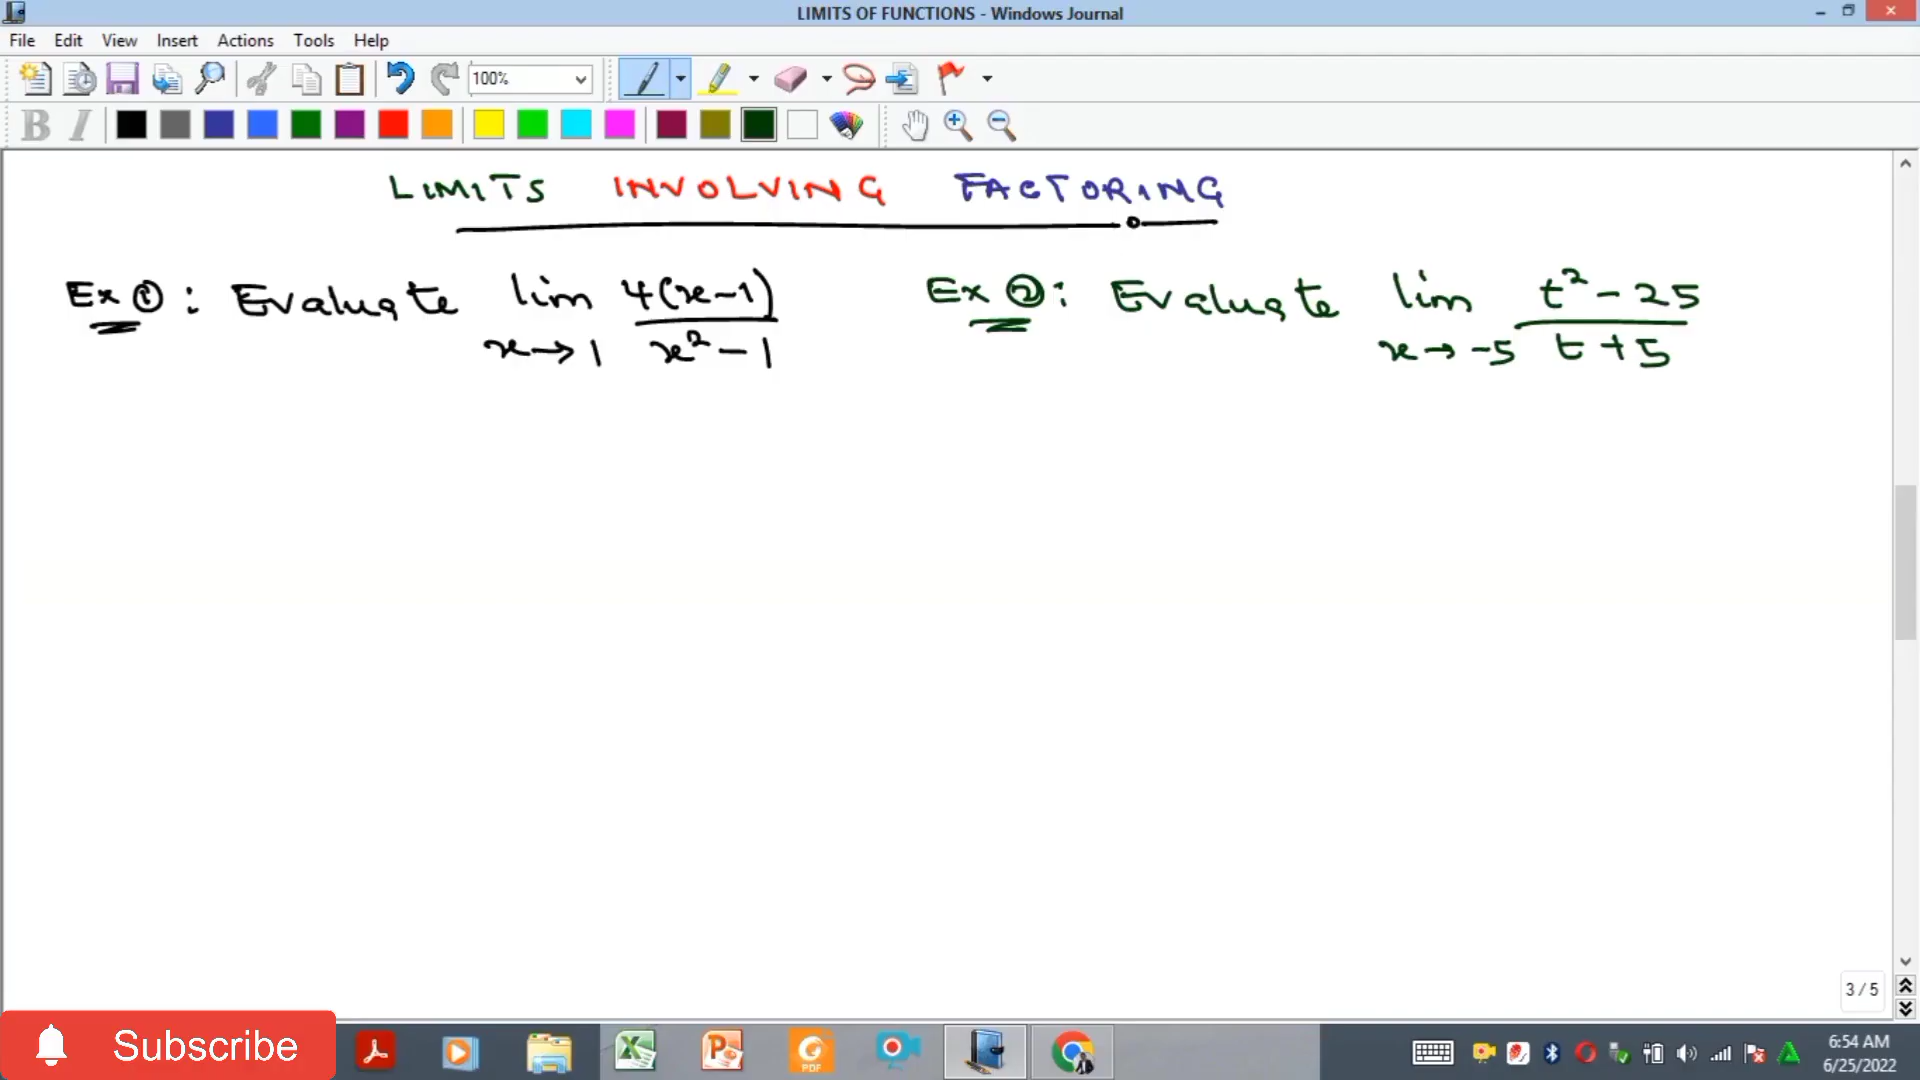 LIMITS OF FUNCTIONS - Windows Journal
File Edit View Insert Actions Tools Help
100%
B I
LIMITS INVOLVING FACTORING
Ex ①: Evaluate lim 4(x-1)
x→1 x² - 1
Ex ②: Evaluate lim t² - 25
x→-5 t + 5
3 / 5
Subscribe
PDF
6:54 AM
6/25/2022